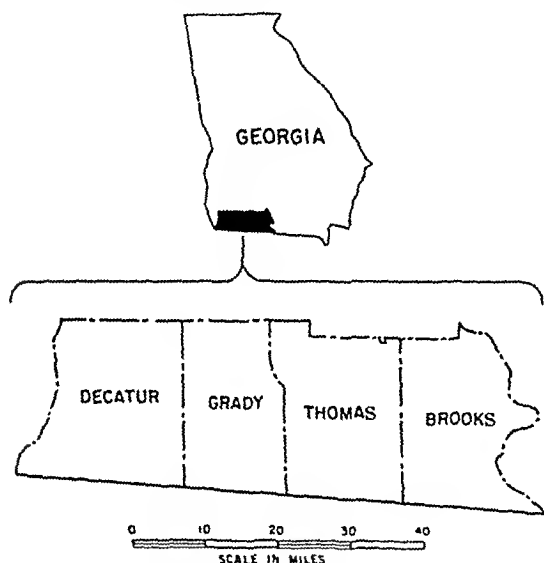 GEORGIA
DECATUR GRADY THOMAS BROOKS
0 10 20 30 40
SCALE IN MILES